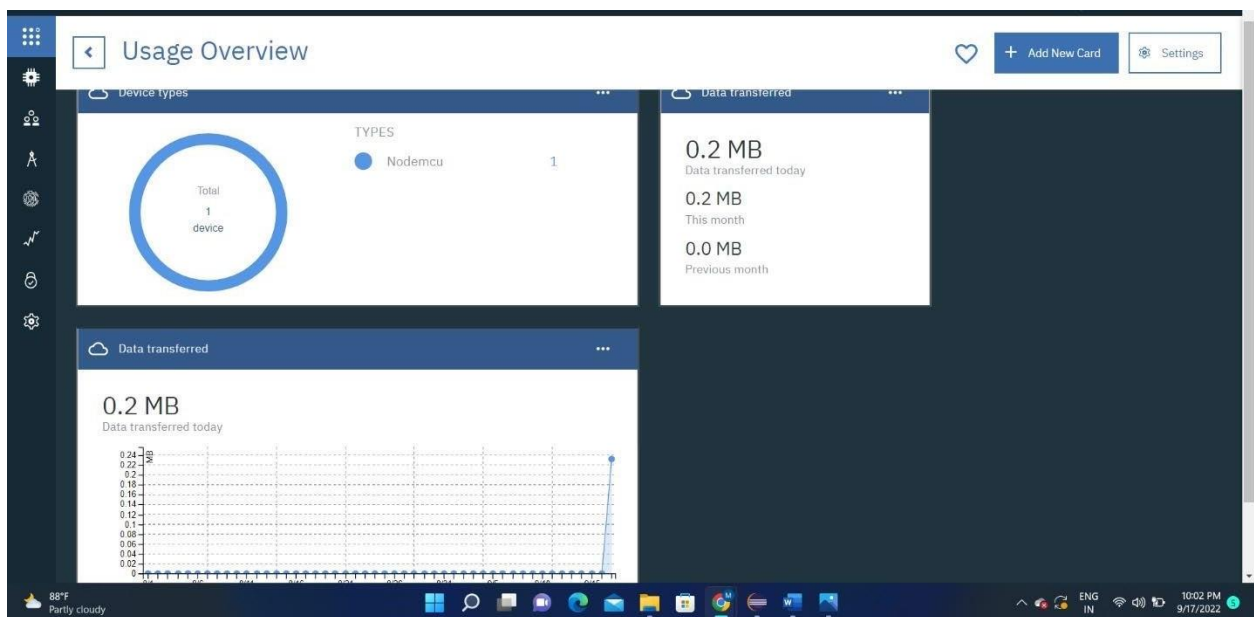 Usage Overview
+ Add New Card
Settings
Device types
Total
1
device
TYPES
Nodemcu 1
Data transferred
0.2 MB
Data transferred today
0.2 MB
This month
0.0 MB
Previous month
Data transferred
0.2 MB
Data transferred today
MB
0.24
0.22
0.2
0.18
0.16
0.14
0.12
0.1
0.08
0.06
0.04
0.02
0
88°F
Partly cloudy
ENG
IN
10:02 PM
9/17/2022